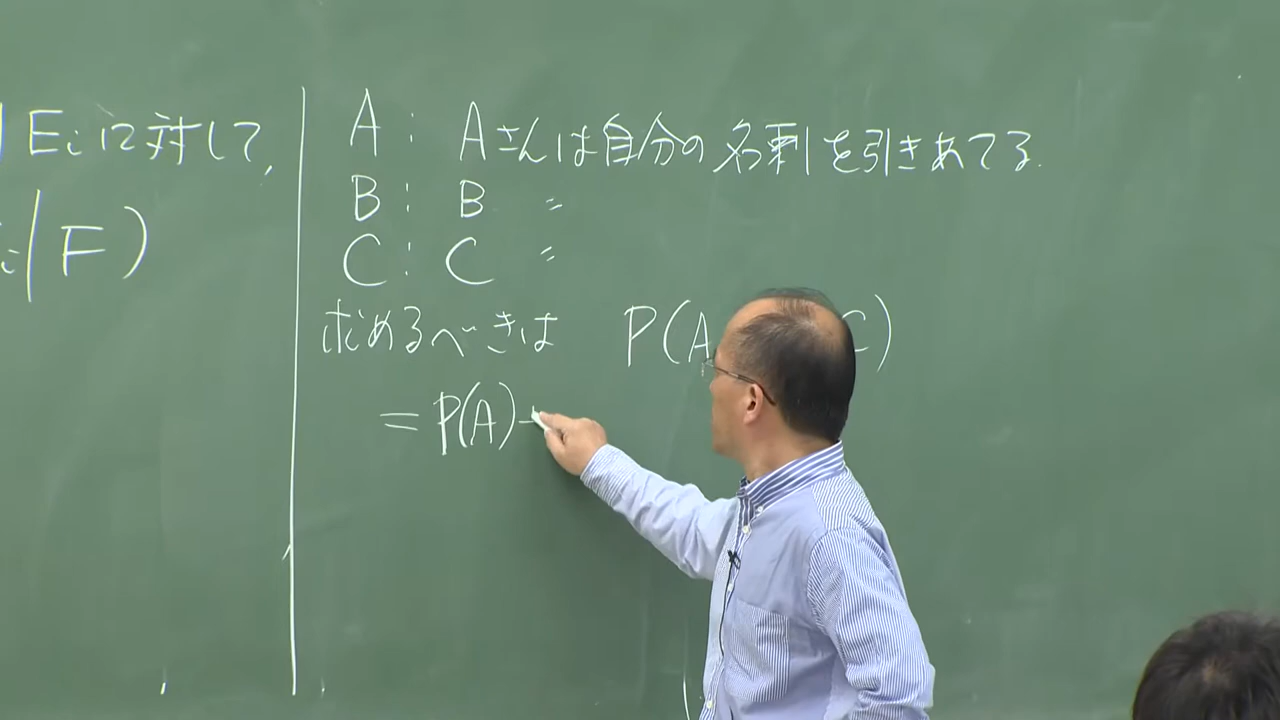 Eiに対して,
i|F)
A: Aさんは自分の名刺を引きあてる.
B: B 〃
C: C 〃
求めるべきは P(A C)
= P(A)-